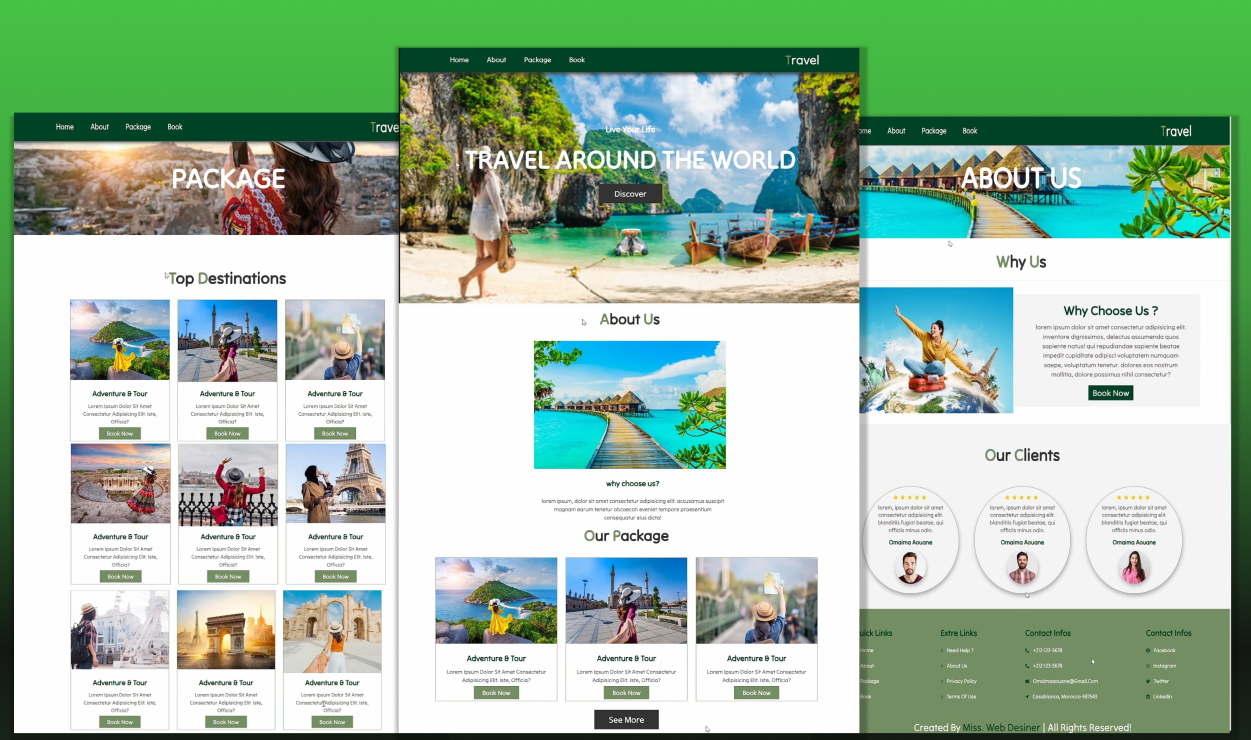 Home About Package Book Trave
PACKAGE
Top Destinations
Adventure & Tour Adventure & Tour Adventure & Tour
Lorem Ipsum Dolor Sit Amet Lorem Ipsum Dolor Sit Amet Lorem Ipsum Dolor Sit Amet
Consectetur Adipisicing Elit. Iste, Consectetur Adipisicing Elit. Iste, Consectetur Adipisicing Elit. Iste,
Officia? Officia? Officia?
Book Now Book Now Book Now
Adventure & Tour Adventure & Tour Adventure & Tour
Lorem Ipsum Dolor Sit Amet Lorem Ipsum Dolor Sit Amet Lorem Ipsum Dolor Sit Amet
Consectetur Adipisicing Elit. Iste, Consectetur Adipisicing Elit. Iste, Consectetur Adipisicing Elit. Iste,
Officia? Officia? Officia?
Book Now Book Now Book Now
Adventure & Tour Adventure & Tour Adventure & Tour
Lorem Ipsum Dolor Sit Amet Lorem Ipsum Dolor Sit Amet Lorem Ipsum Dolor Sit Amet
Consectetur Adipisicing Elit. Iste, Consectetur Adipisicing Elit. Iste, Consectetur Adipisicing Elit. Iste,
Officia? Officia? Officia?
Book Now Book Now Book Now
Home About Package Book Travel
Live Your Life
TRAVEL AROUND THE WORLD
Discover
About Us
why choose us?
lorem ipsum, dolor sit amet consectetur adipisicing elit. accusamus suscipit
magnam earum tenetur obcaecati eveniet tempore praesentium
consequatur eius dicta!
Our Package
Adventure & Tour Adventure & Tour Adventure & Tour
Lorem Ipsum Dolor Sit Amet Consectetur Lorem Ipsum Dolor Sit Amet Consectetur Lorem Ipsum Dolor Sit Amet Consectetur
Adipisicing Elit. Iste, Officia? Adipisicing Elit. Iste, Officia? Adipisicing Elit. Iste, Officia?
Book Now Book Now Book Now
See More
ome About Package Book Travel
ABOUT US
Why Us
Why Choose Us ?
lorem ipsum dolor sit amet consectetur adipisicing elit.
inventore dignissimos, delectus assumenda quos
sapiente natus! qui repudiandae sapiente beatae
impedit cupiditate adipisci voluptatem numquam
saepe, voluptatum tenetur. dolores eos nostrum
mollitia, dolore possimus nihil consectetur?
Book Now
Our Clients
lorem, ipsum dolor sit amet lorem, ipsum dolor sit amet lorem, ipsum dolor sit amet
consectetur adipisicing elit. consectetur adipisicing elit. consectetur adipisicing elit.
blanditiis fugiat beatae, qui blanditiis fugiat beatae, qui blanditiis fugiat beatae, qui
officiis minus odio. officiis minus odio. officiis minus odio.
Omaima Aouane Omaima Aouane Omaima Aouane
uick Links Extre Links Contact Infos Contact Infos
Home Need Help ? +212-123-5678 Facebook
About About Us +212-123-5678 Instagram
Package Privacy Policy Omaimaaouane@Gmail.Com Twitter
Book Terms Of Use Casablanca, Morocco-567543 Linkedin
Created By Miss. Web Desiner | All Rights Reserved!